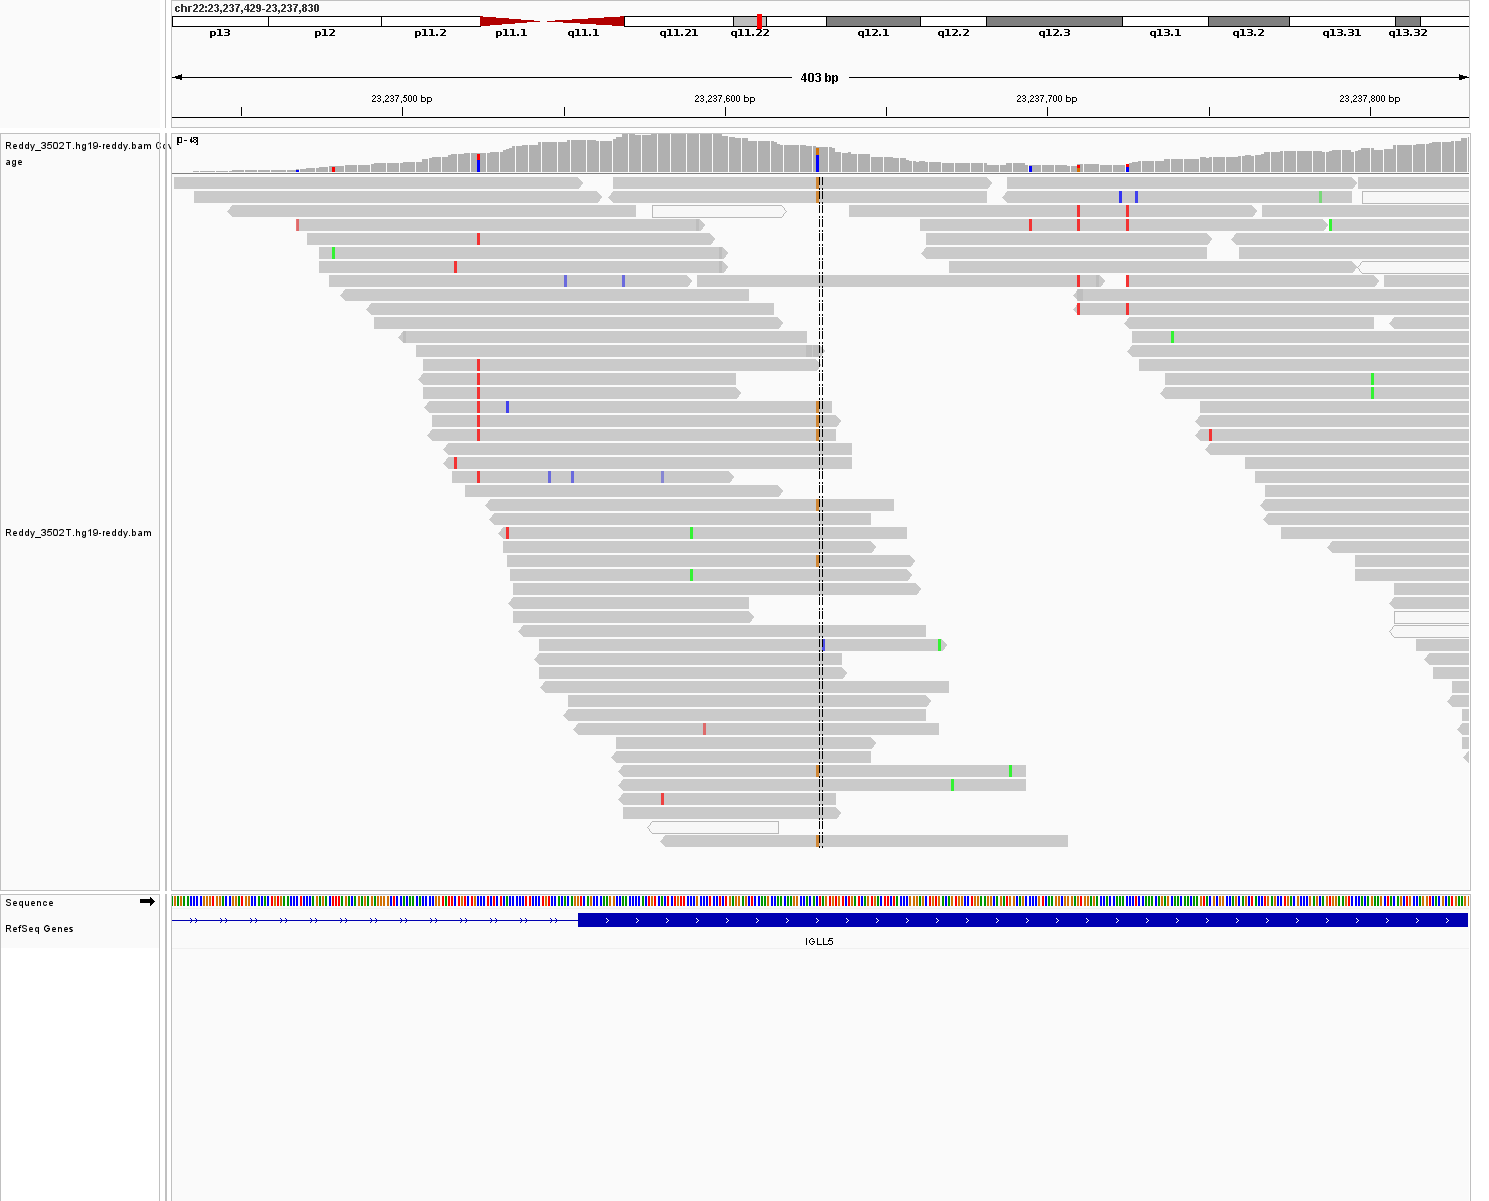 chr22:23,237,429-23,237,830
p13 p12 p11.2 p11.1 q11.1 q11.21 q11.22 q12.1 q12.2 q12.3 q13.1 q13.2 q13.31 q13.32
403 bp
23,237,500 bp 23,237,600 bp 23,237,700 bp 23,237,800 bp
Reddy_3502T.hg19-reddy.bam Cov
age
Reddy_3502T.hg19-reddy.bam
Sequence
RefSeq Genes
IGLL5